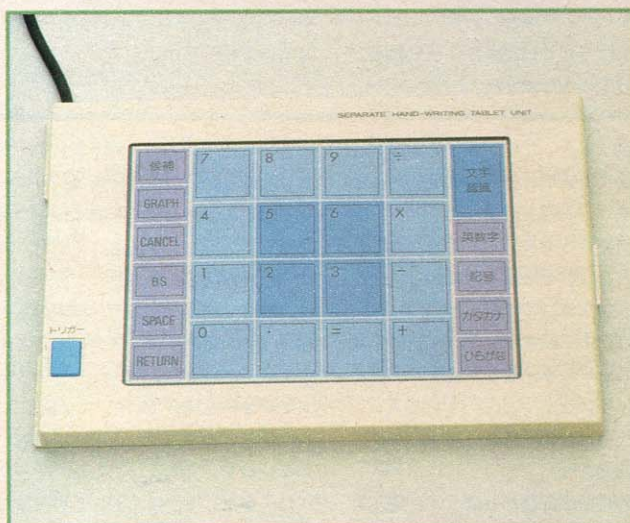 SEPARATE HAND-WRITING TABLET UNIT
候補
7 8 9 ÷
文字
認識
GRAPH
4 5 6 ×
CANCEL
英数字
BS
1 2 3 −
記号
SPACE
カタカナ
トリガー
0 . = +
RETURN
ひらがな